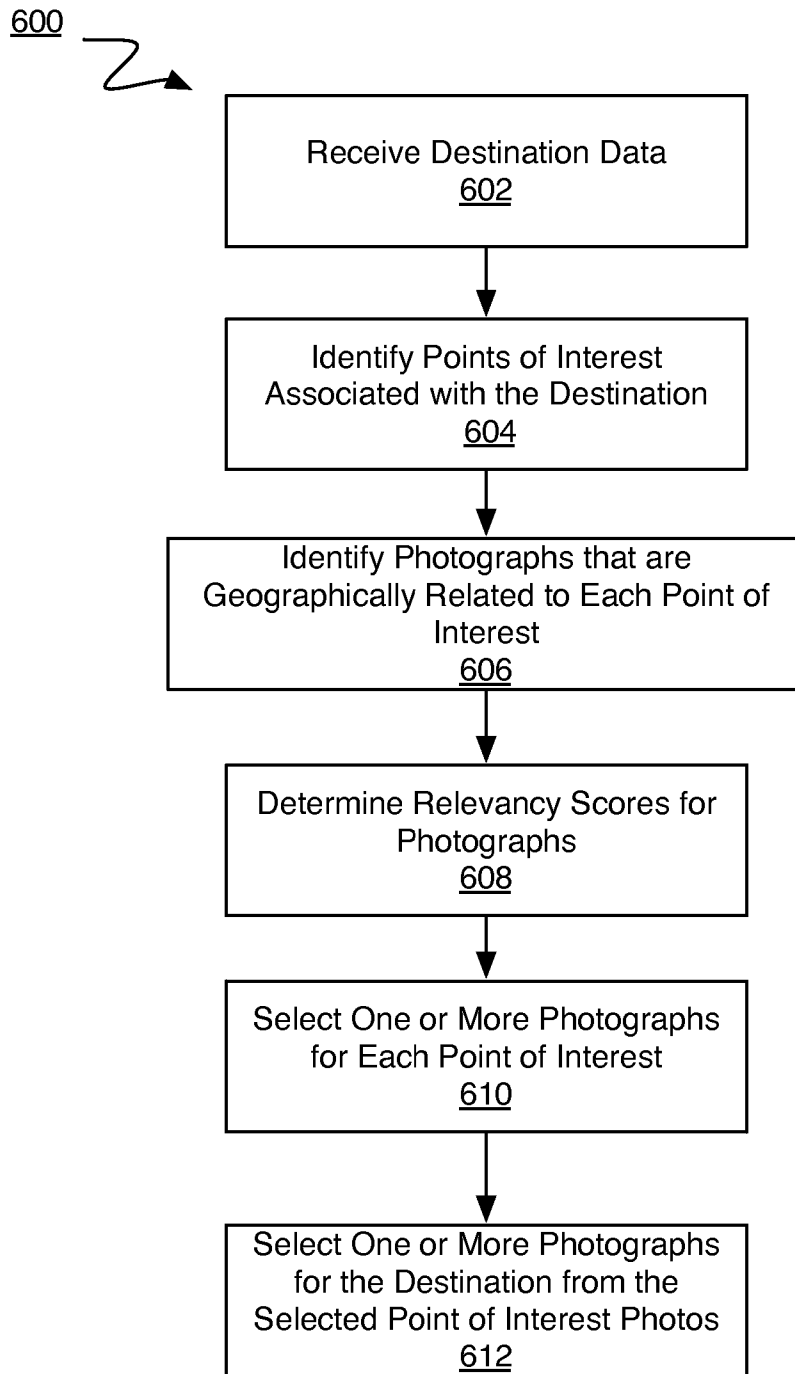 600
Receive Destination Data
602
Identify Points of Interest
Associated with the Destination
604
Identify Photographs that are
Geographically Related to Each Point of
Interest
606
Determine Relevancy Scores for
Photographs
608
Select One or More Photographs
for Each Point of Interest
610
Select One or More Photographs
for the Destination from the
Selected Point of Interest Photos
612